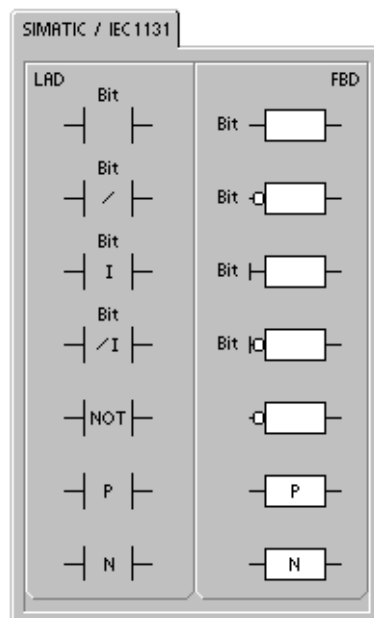 SIMATIC / IEC1131
LAD
Bit
Bit
/
Bit
I
Bit
/I
NOT
P
N
FBD
Bit
Bit
Bit
Bit
P
N